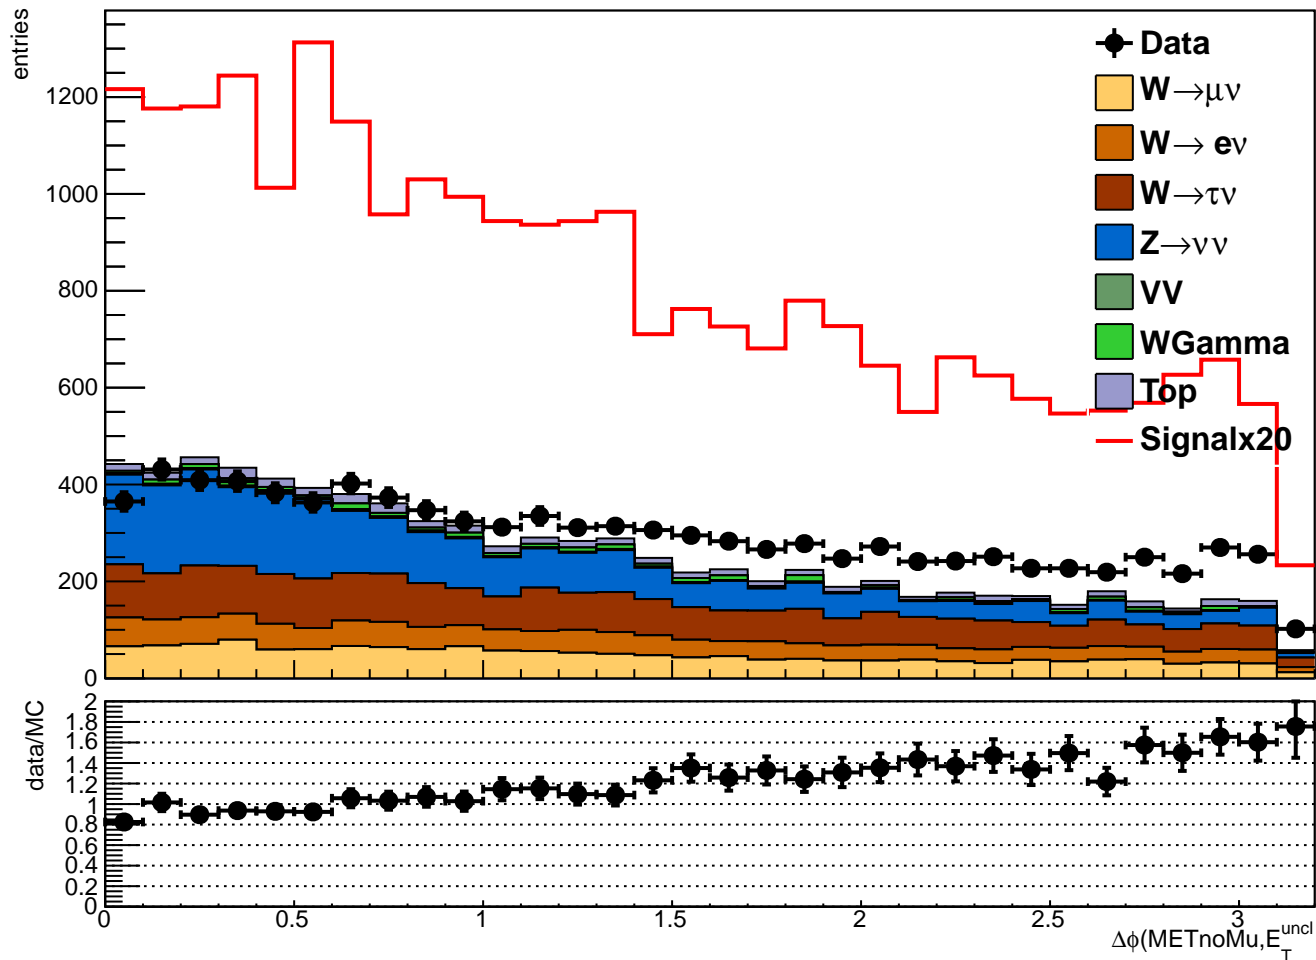 entries
1200
1000
800
600
400
200
0
Data
W→μν
W→ eν
W→τν
Z→νν
VV
WGamma
Top
Signalx20
data/MC
2
1.8
1.6
1.4
1.2
1
0.8
0.6
0.4
0.2
0
0 0.5 1 1.5 2 2.5 3
Δϕ(METnoMu,E_T^uncl